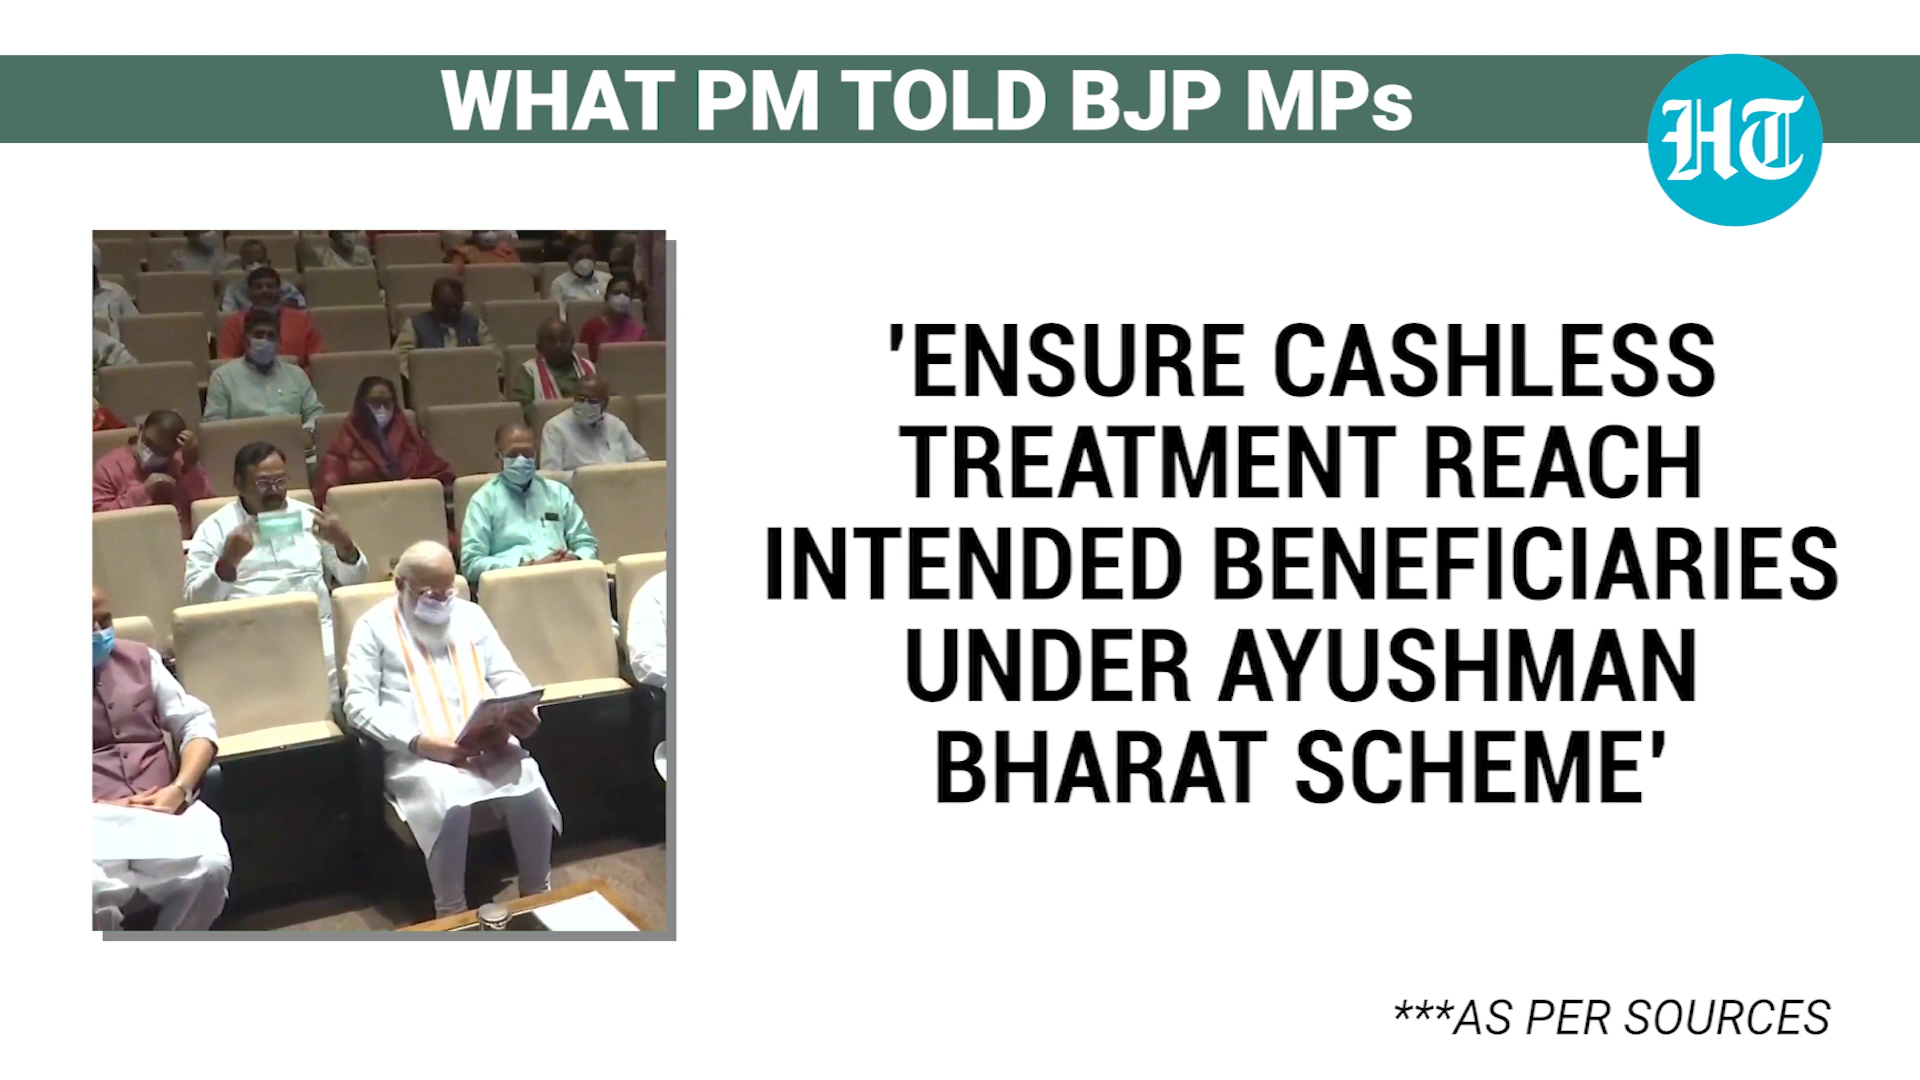 WHAT PM TOLD BJP MPs
HT
'ENSURE CASHLESS
TREATMENT REACH
INTENDED BENEFICIARIES
UNDER AYUSHMAN
BHARAT SCHEME'
***AS PER SOURCES